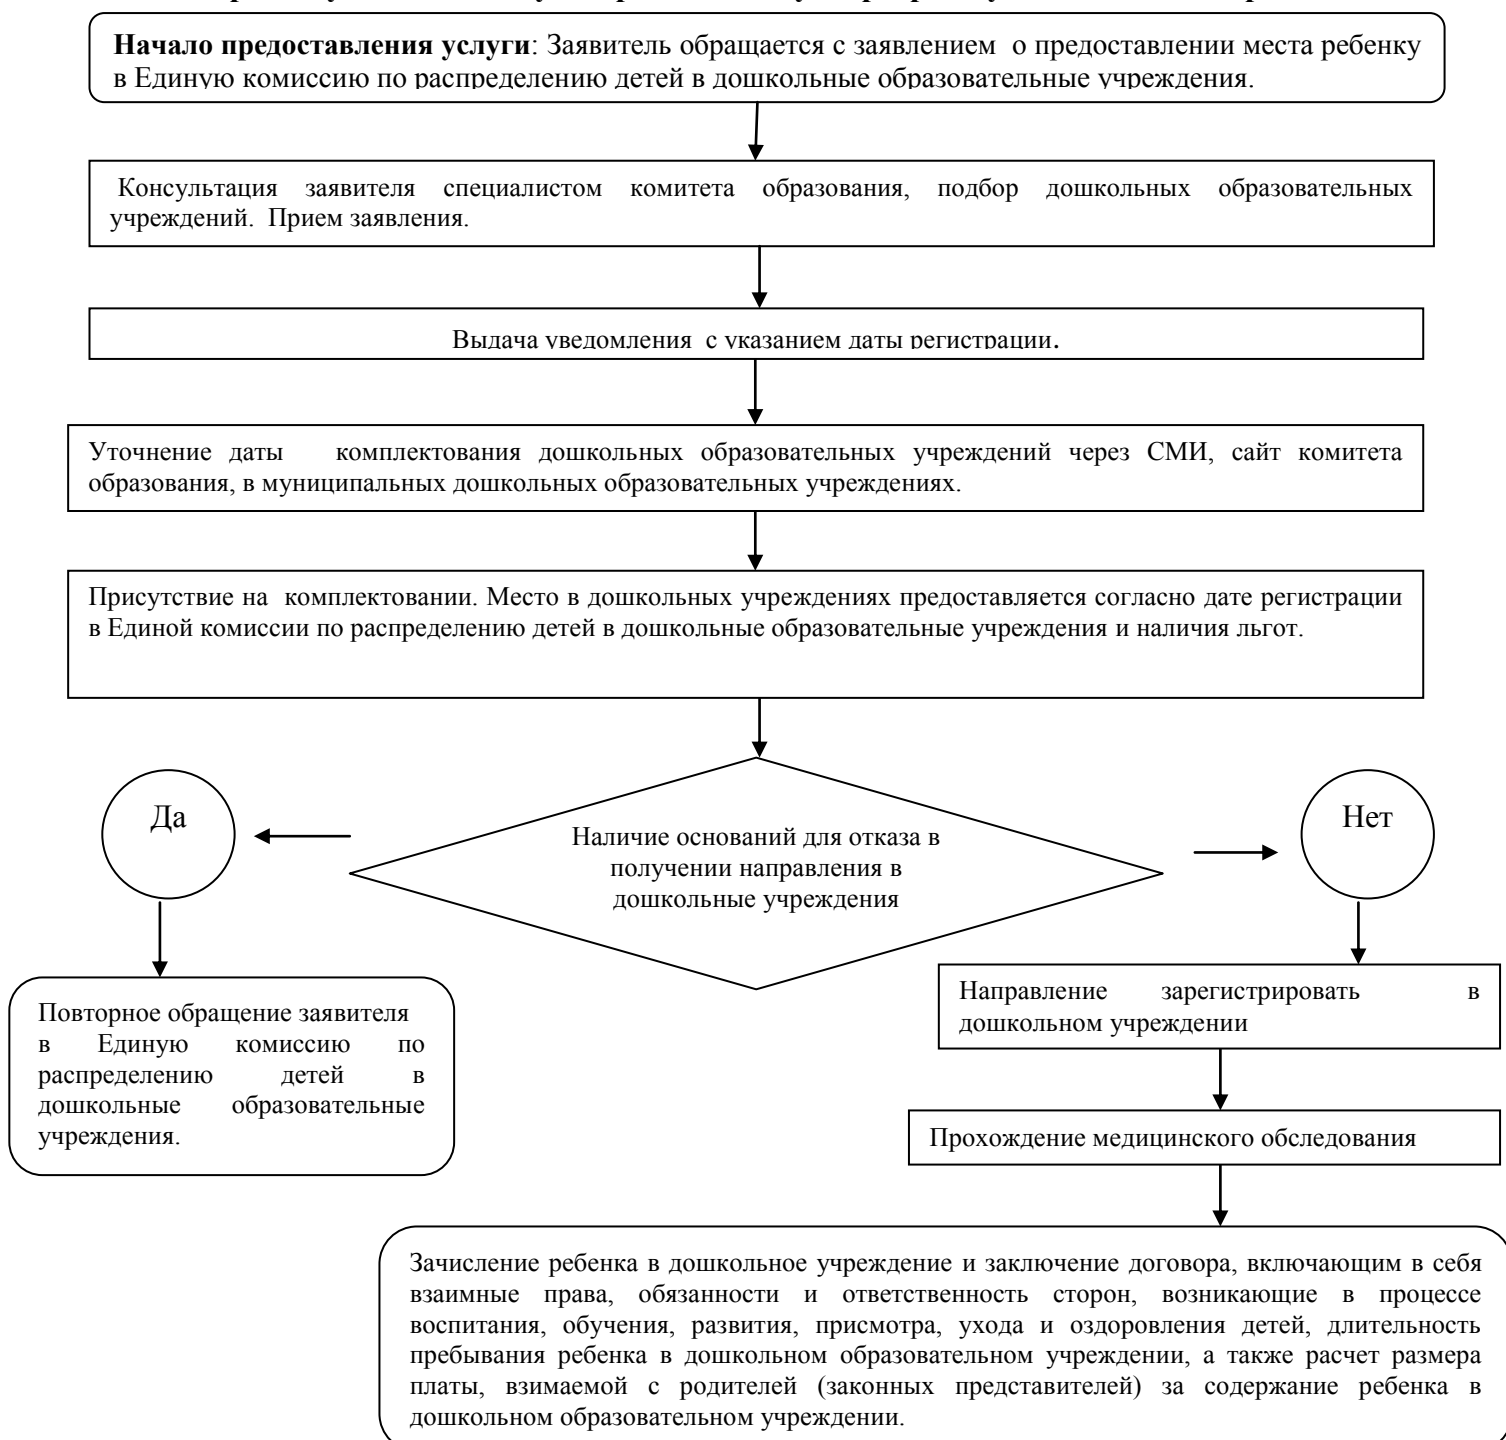 Начало предоставления услуги: Заявитель обращается с заявлением о предоставлении места ребенку
в Единую комиссию по распределению детей в дошкольные образовательные учреждения.
Консультация заявителя специалистом комитета образования, подбор дошкольных образовательных
учреждений. Прием заявления.
Выдача уведомления с указанием даты регистрации.
Уточнение даты комплектования дошкольных образовательных учреждений через СМИ, сайт комитета
образования, в муниципальных дошкольных образовательных учреждениях.
Присутствие на комплектовании. Место в дошкольных учреждениях предоставляется согласно дате регистрации
в Единой комиссии по распределению детей в дошкольные образовательные учреждения и наличия льгот.
Да
Наличие оснований для отказа в
получении направления в
дошкольные учреждения
Нет
Повторное обращение заявителя
в Единую комиссию по
распределению детей в
дошкольные образовательные
учреждения.
Направление зарегистрировать в
дошкольном учреждении
Прохождение медицинского обследования
Зачисление ребенка в дошкольное учреждение и заключение договора, включающим в себя
взаимные права, обязанности и ответственность сторон, возникающие в процессе
воспитания, обучения, развития, присмотра, ухода и оздоровления детей, длительность
пребывания ребенка в дошкольном образовательном учреждении, а также расчет размера
платы, взимаемой с родителей (законных представителей) за содержание ребенка в
дошкольном образовательном учреждении.